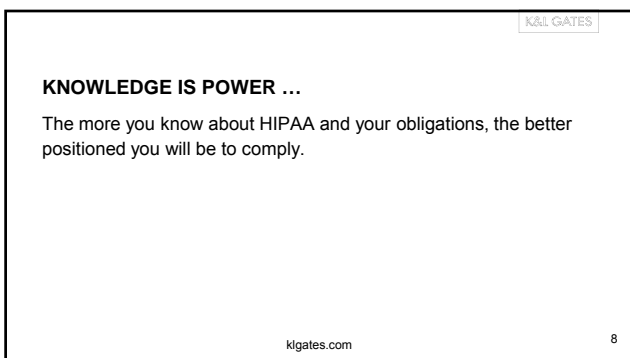 K&L GATES
KNOWLEDGE IS POWER …
The more you know about HIPAA and your obligations, the better
positioned you will be to comply.
klgates.com
8